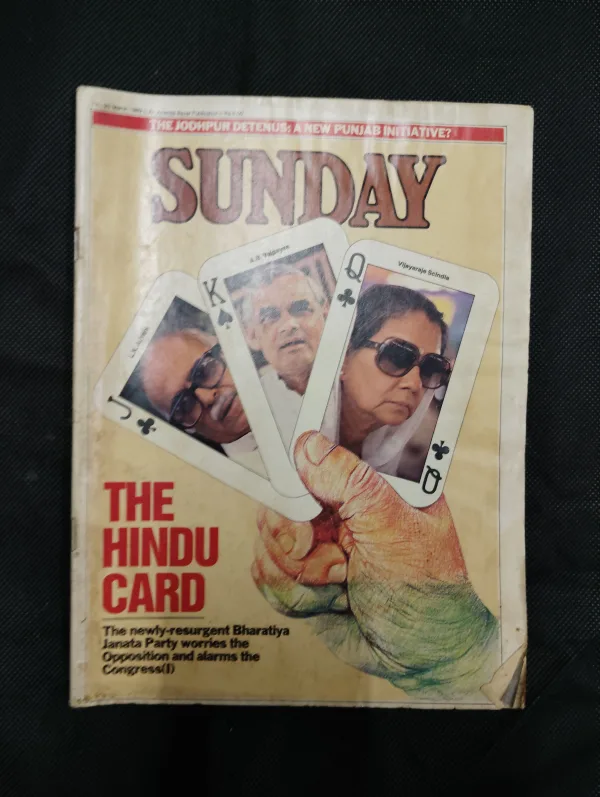 THE JODHPUR DETENUS: A NEW PUNJAB INITIATIVE?
SUNDAY
J
K
A.B. Vajpayee
Q
Vijayaraje Scindia
Q
THE
HINDU
CARD
The newly-resurgent Bharatiya
Janata Party worries the
Opposition and alarms the
Congress(I)